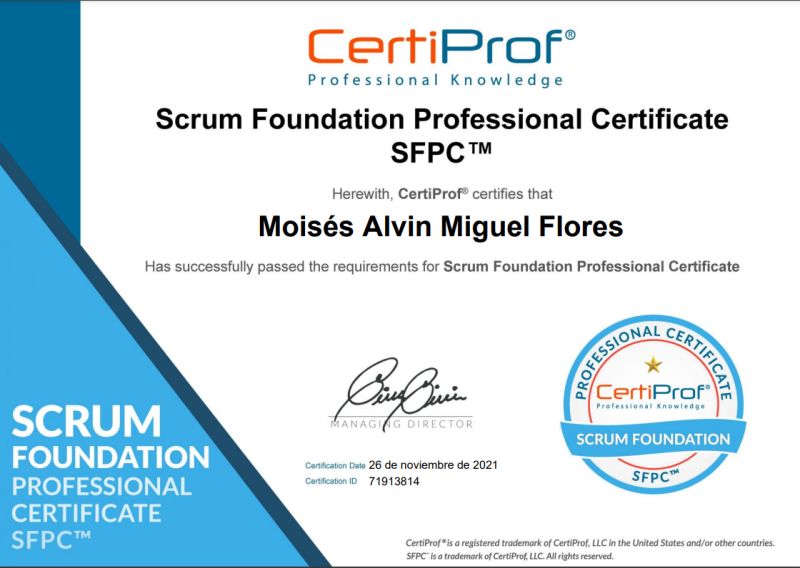 CertiProf®
Professional Knowledge
Scrum Foundation Professional Certificate
SFPC™
Herewith, CertiProf® certifies that
Moisés Alvin Miguel Flores
Has successfully passed the requirements for Scrum Foundation Professional Certificate
MANAGING DIRECTOR
Certification Date 26 de noviembre de 2021
Certification ID 71913814
PROFESSIONAL CERTIFICATE
CertiProf®
Professional Knowledge
SCRUM FOUNDATION
SFPC™
SCRUM
FOUNDATION
PROFESSIONAL
CERTIFICATE
SFPC™
CertiProf® is a registered trademark of CertiProf, LLC in the United States and/or other countries.
SFPC™ is a trademark of CertiProf, LLC. All rights reserved.